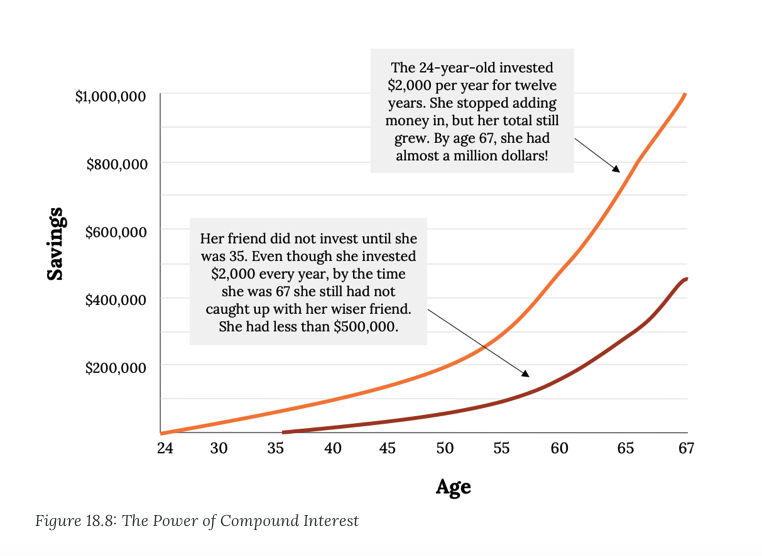 The 24-year-old invested
$2,000 per year for twelve
years. She stopped adding
money in, but her total still
grew. By age 67, she had
almost a million dollars!
Her friend did not invest until she
was 35. Even though she invested
$2,000 every year, by the time
she was 67 she still had not
caught up with her wiser friend.
She had less than $500,000.
Savings
$1,000,000
$800,000
$600,000
$400,000
$200,000
24 30 35 40 45 50 55 60 65 67
Age
Figure 18.8: The Power of Compound Interest